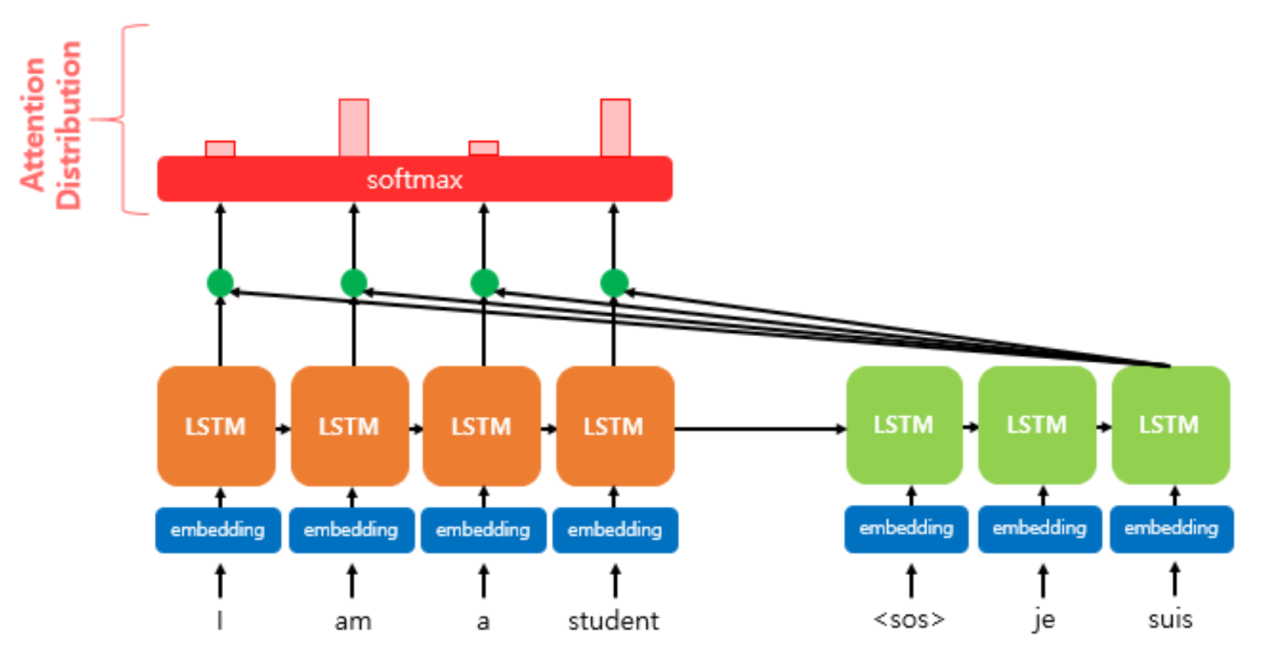 Attention
Distribution
softmax
LSTM LSTM LSTM LSTM LSTM LSTM LSTM
embedding embedding embedding embedding embedding embedding embedding
I am a student <sos> je suis